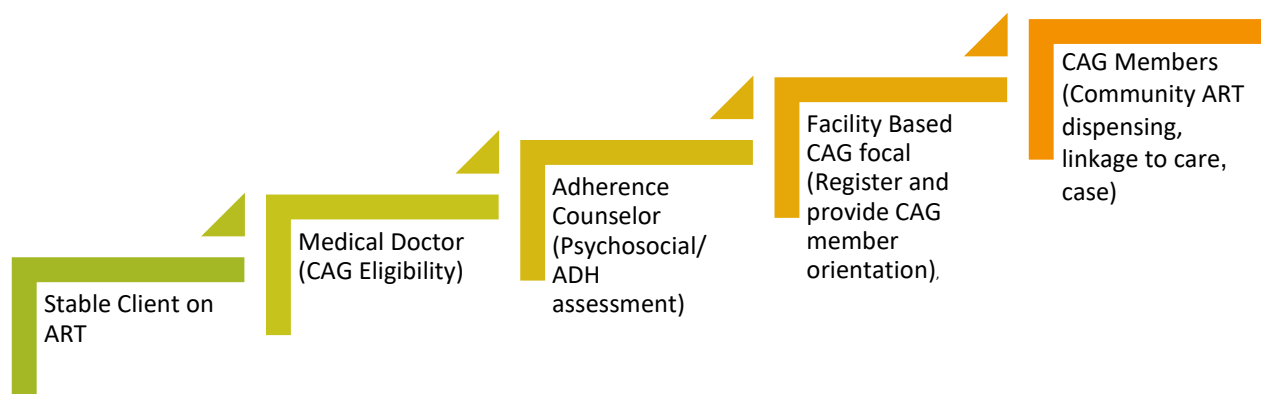 Stable Client on
ART
Medical Doctor
(CAG Eligibility)
Adherence
Counselor
(Psychosocial/
ADH
assessment)
Facility Based
CAG focal
(Register and
provide CAG
member
orientation),
CAG Members
(Community ART
dispensing,
linkage to care,
case)